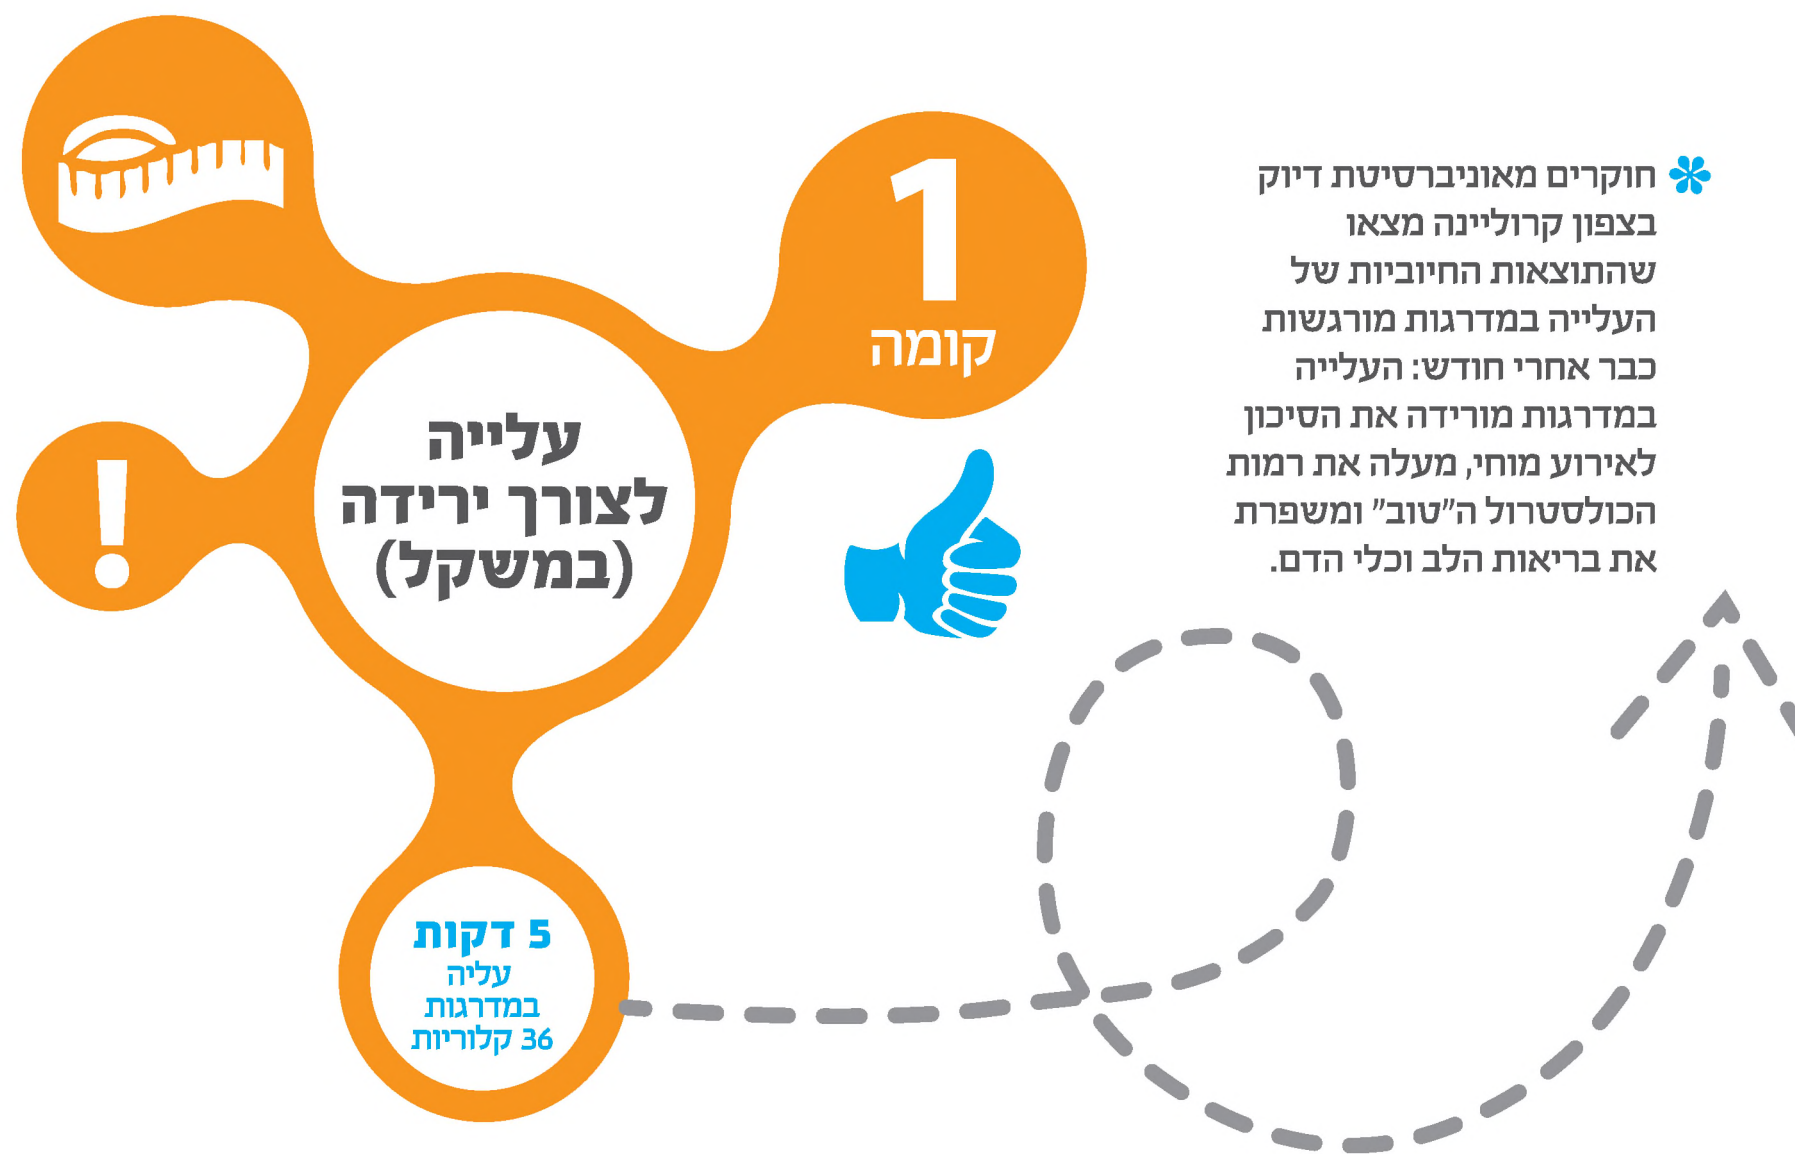 חוקרים מאוניברסיטת דיוק
בצפון קרוליינה מצאו
שהתוצאות החיוביות של
העלייה במדרגות מורגשות
כבר אחרי חודש: העלייה
במדרגות מורידה את הסיכון
לאירוע מוחי, מעלה את רמות
הכולסטרול ה"טוב" ומשפרת
את בריאות הלב וכלי הדם.
1
קומה
עלייה
לצורך ירידה
(במשקל)
!
5 דקות
עליה
במדרגות
36 קלוריות